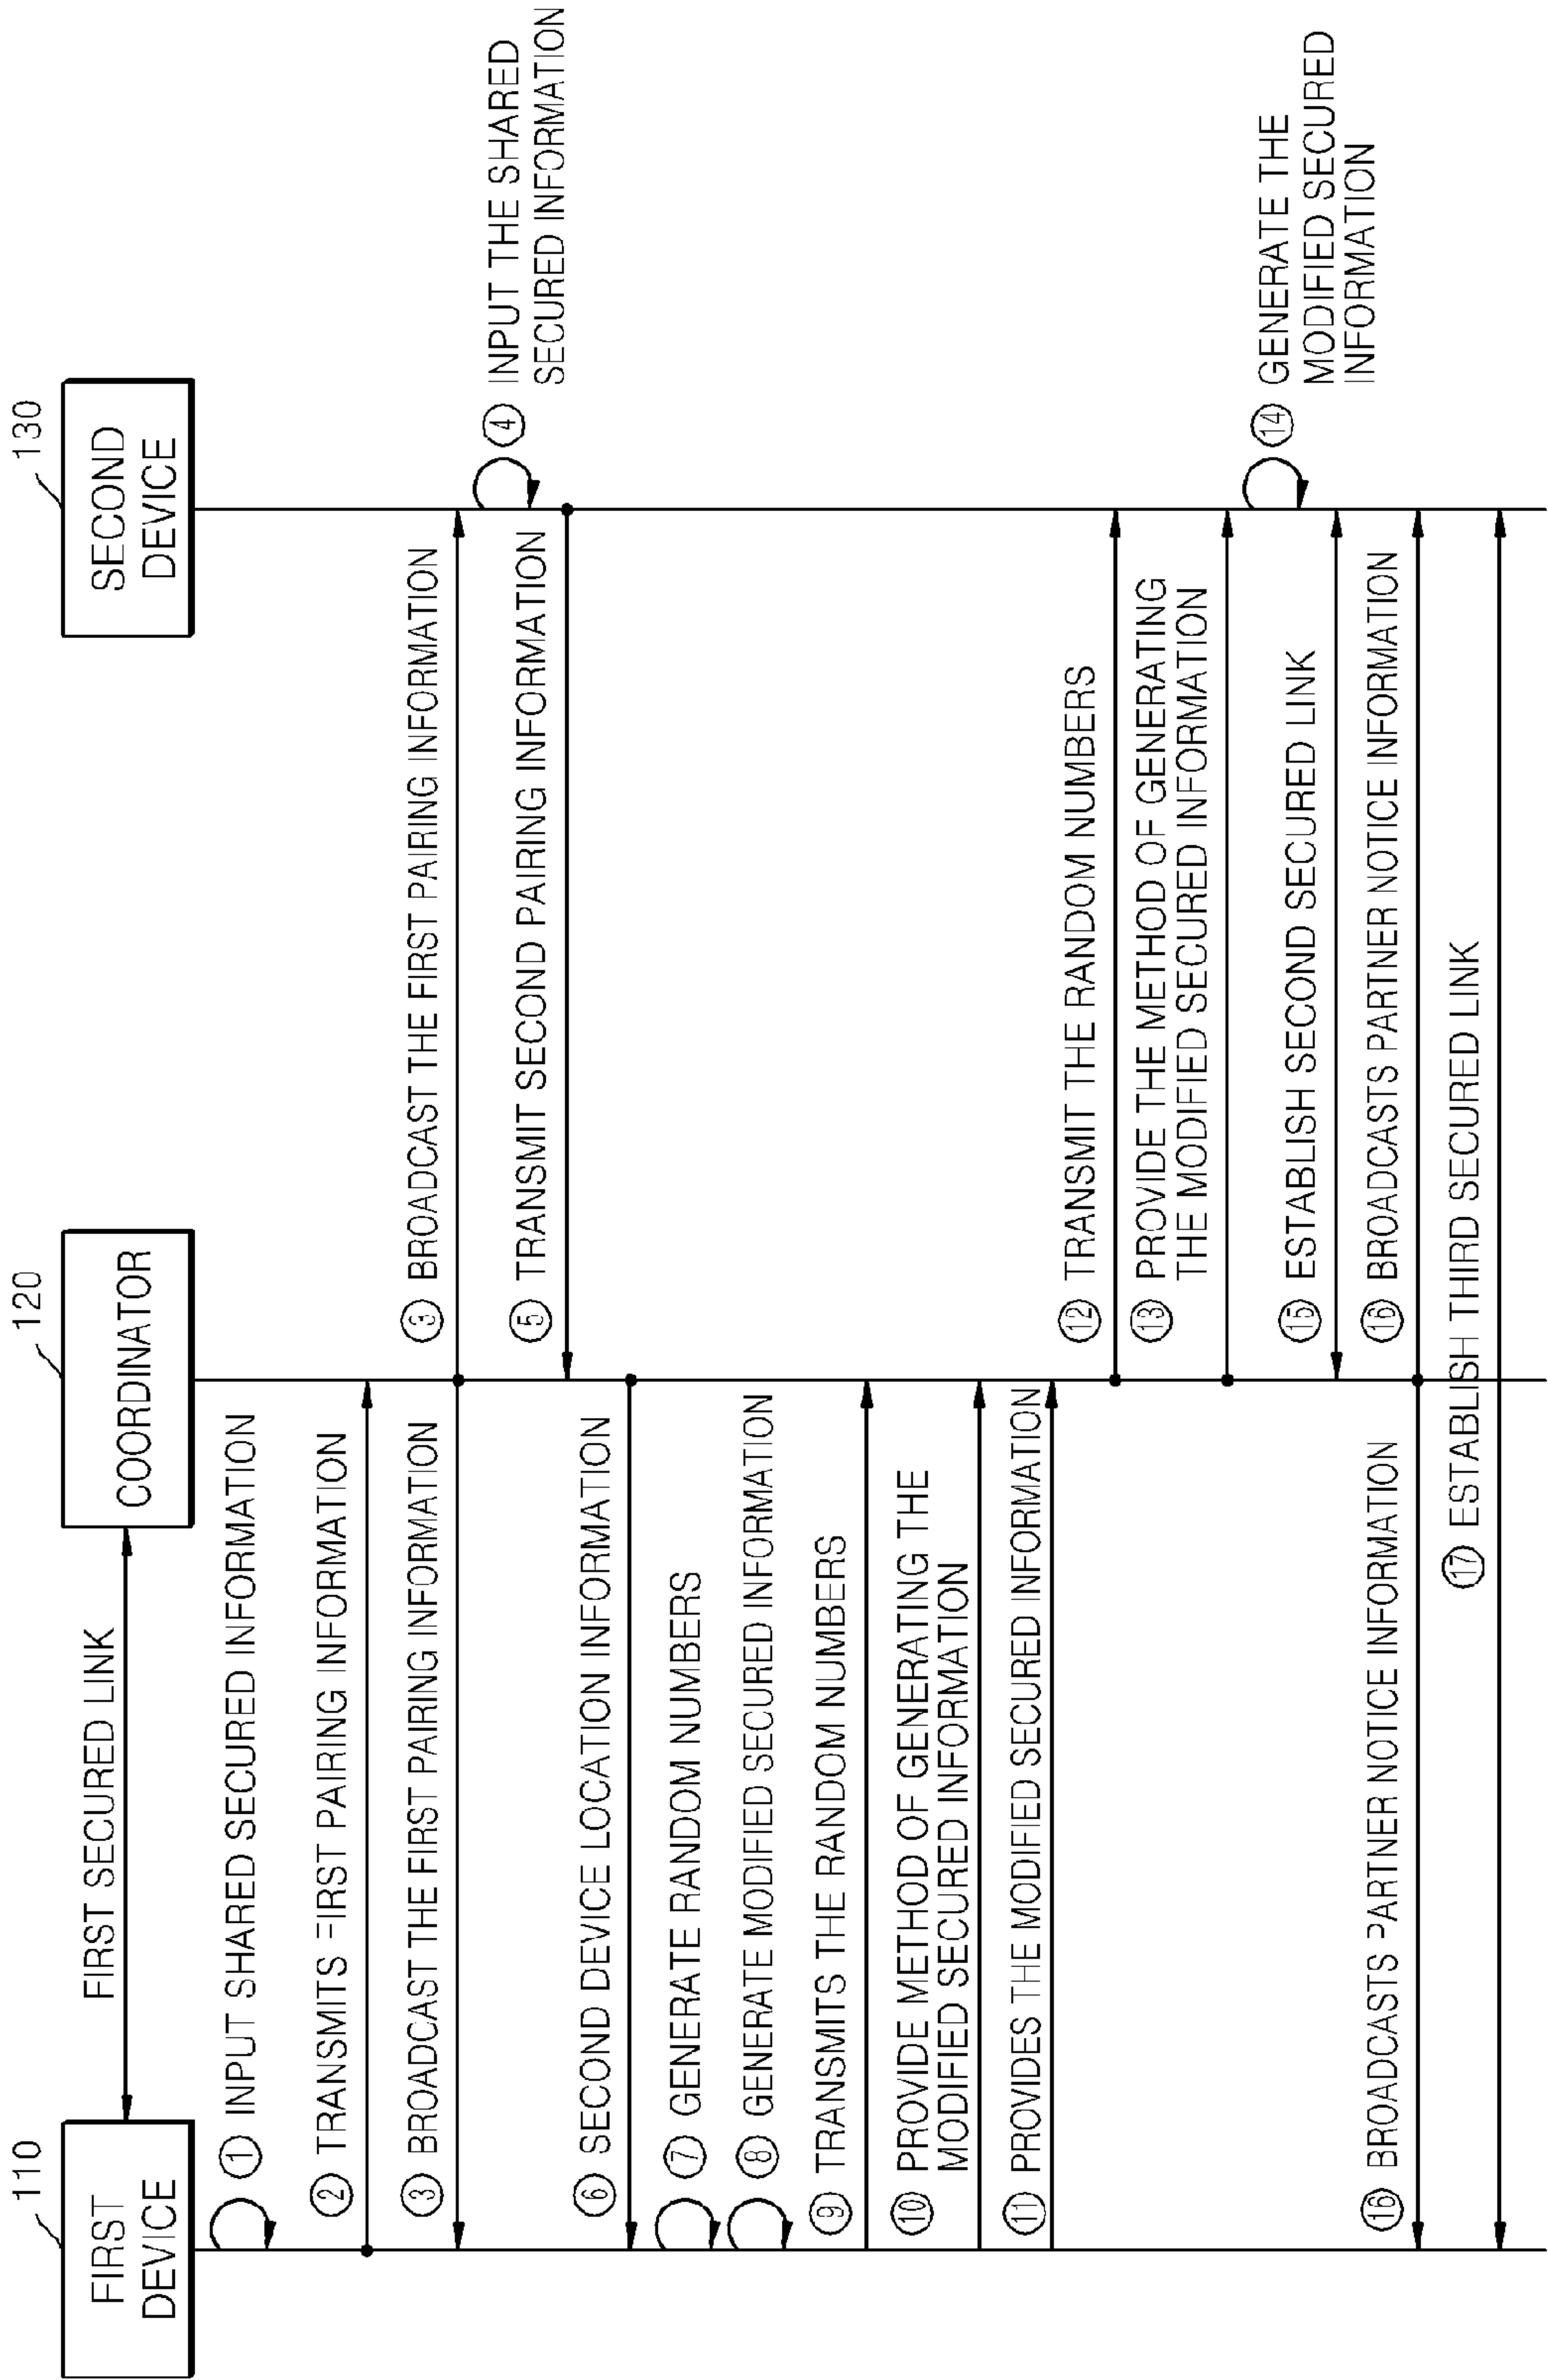 110
FIRST
DEVICE
FIRST SECURED LINK
120
COORDINATOR
130
SECOND
DEVICE
1 INPUT SHARED SECURED INFORMATION
2 TRANSMITS FIRST PAIRING INFORMATION
3 BROADCAST THE FIRST PAIRING INFORMATION
3 BROADCAST THE FIRST PAIRING INFORMATION
4 INPUT THE SHARED
SECURED INFORMATION
5 TRANSMIT SECOND PAIRING INFORMATION
6 SECOND DEVICE LOCATION INFORMATION
7 GENERATE RANDOM NUMBERS
8 GENERATE MODIFIED SECURED INFORMATION
9 TRANSMITS THE RANDOM NUMBERS
10 PROVIDE METHOD OF GENERATING THE
MODIFIED SECURED INFORMATION
11 PROVIDES THE MODIFIED SECURED INFORMATION
12 TRANSMIT THE RANDOM NUMBERS
13 PROVIDE THE METHOD OF GENERATING
THE MODIFIED SECURED INFORMATION
14 GENERATE THE
MODIFIED SECURED
INFORMATION
15 ESTABLISH SECOND SECURED LINK
16 BROADCASTS PARTNER NOTICE INFORMATION
16 BROADCASTS PARTNER NOTICE INFORMATION
17 ESTABLISH THIRD SECURED LINK